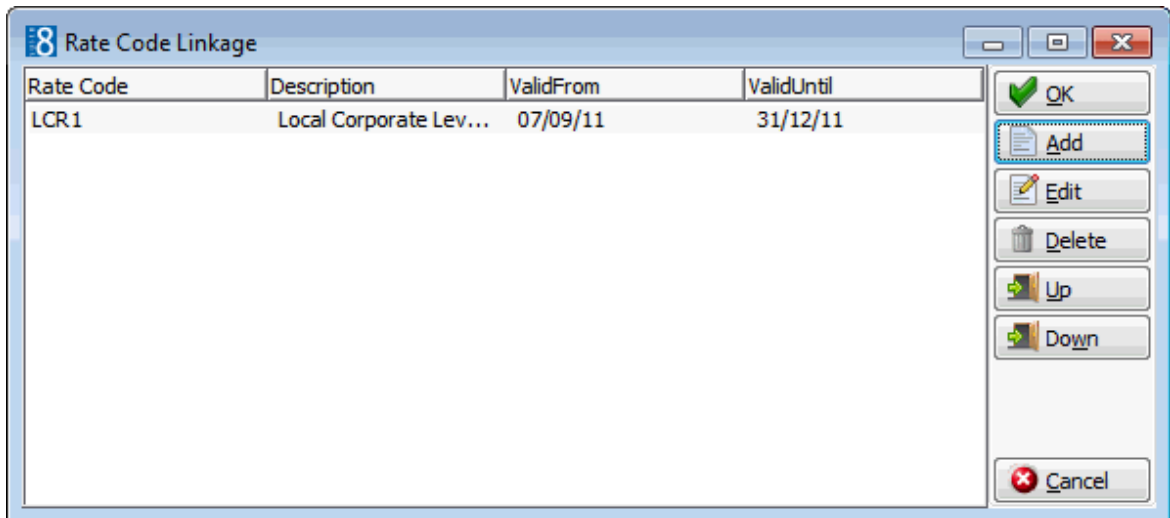 8 Rate Code Linkage
Rate Code Description ValidFrom ValidUntil
LCR1 Local Corporate Lev... 07/09/11 31/12/11
OK
Add
Edit
Delete
Up
Down
Cancel